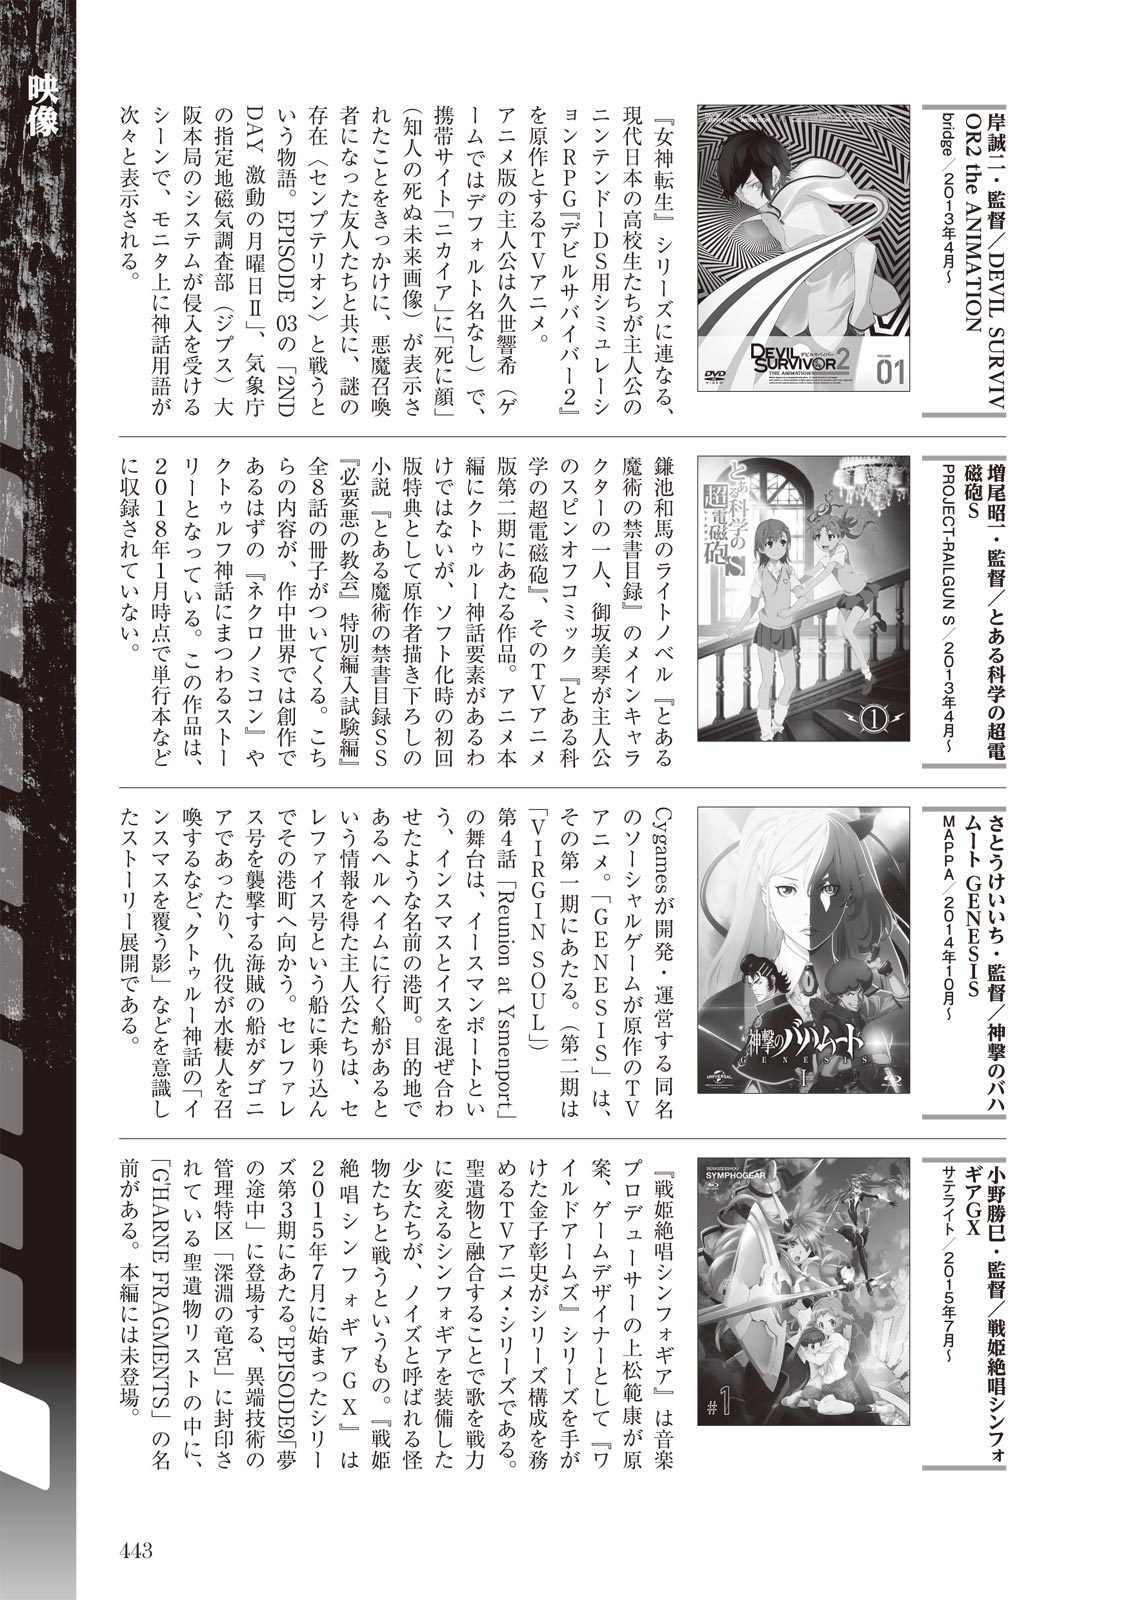 映像
岸誠二・監督／DEVIL SURVIV
OR2 the ANIMATION
bridge／2013年4月～
DEVIL
SURVIVOR2
デビルサバイバー
THE ANIMATION
VOLUME
01
DVD
VIDEO
『女神転生』シリーズに連なる、
現代日本の高校生たちが主人公の
ニンテンドーDS用シミュレーシ
ョンRPG『デビルサバイバー2』
を原作とするTVアニメ。
アニメ版の主人公は久世響希（ゲ
ームではデフォルト名なし）で、
携帯サイト「ニカイア」に「死に顔」
（知人の死ぬ未来画像）が表示さ
れたことをきっかけに、悪魔召喚
者になった友人たちと共に、謎の
存在〈センプテリオン〉と戦うと
いう物語。EPISODE 03の「2ND
DAY 激動の月曜日Ⅱ」、気象庁
の指定地磁気調査部（ジプス）大
阪本局のシステムが侵入を受ける
シーンで、モニタ上に神話用語が
次々と表示される。
増尾昭一・監督／とある科学の超電
磁砲S
PROJECT-RAILGUN S／2013年4月～
とある科学の
超電磁砲S
1
鎌池和馬のライトノベル『とある
魔術の禁書目録』のメインキャラ
クターの一人、御坂美琴が主人公
のスピンオフコミック『とある科
学の超電磁砲』、そのTVアニメ
版第二期にあたる作品。アニメ本
編にクトゥルー神話要素があるわ
けではないが、ソフト化時の初回
版特典として原作者描き下ろしの
小説『とある魔術の禁書目録SS
『必要悪の教会』特別編入試験編』
全8話の冊子がついてくる。こち
らの内容が、作中世界では創作で
あるはずの『ネクロノミコン』や
クトゥルフ神話にまつわるストー
リーとなっている。この作品は、
2018年1月時点で単行本など
に収録されていない。
さとうけいいち・監督／神撃のバハ
ムート GENESIS
MAPPA／2014年10月～
神撃のバハムート
GENESIS
I
UNIVERSAL
Cygamesが開発・運営する同名
のソーシャルゲームが原作のTV
アニメ。「GENESIS」は、
その第一期にあたる。（第二期は
「VIRGIN SOUL」）
第4話「Reunion at Ysmenport」
の舞台は、イースマンポートとい
う、インスマスとイスを混ぜ合わ
せたような名前の港町。目的地で
あるヘルヘイムに行く船があると
いう情報を得た主人公たちは、セ
レファイス号という船に乗り込ん
でその港町へ向かう。セレファレ
ス号を襲撃する海賊の船がダゴニ
アであったり、仇役が水棲人を召
喚するなど、クトゥルー神話の「イ
ンスマスを覆う影」などを意識し
たストーリー展開である。
小野勝巳・監督／戦姫絶唱シンフォ
ギアGX
サテライト／2015年7月～
SENKIZESSHOU
SYMPHOGEAR
#1
『戦姫絶唱シンフォギア』は音楽
プロデューサーの上松範康が原
案、ゲームデザイナーとして『ワ
イルドアームズ』シリーズを手が
けた金子彰史がシリーズ構成を務
めるTVアニメ・シリーズである。
聖遺物と融合することで歌を戦力
に変えるシンフォギアを装備した
少女たちが、ノイズと呼ばれる怪
物たちと戦うというもの。『戦姫
絶唱シンフォギアGX』は
2015年7月に始まったシリー
ズ第3期にあたる。EPISODE9「夢
の途中」に登場する、異端技術の
管理特区「深淵の竜宮」に封印さ
れている聖遺物リストの中に、
「G'HARNE FRAGMENTS」の名
前がある。本編には未登場。
443